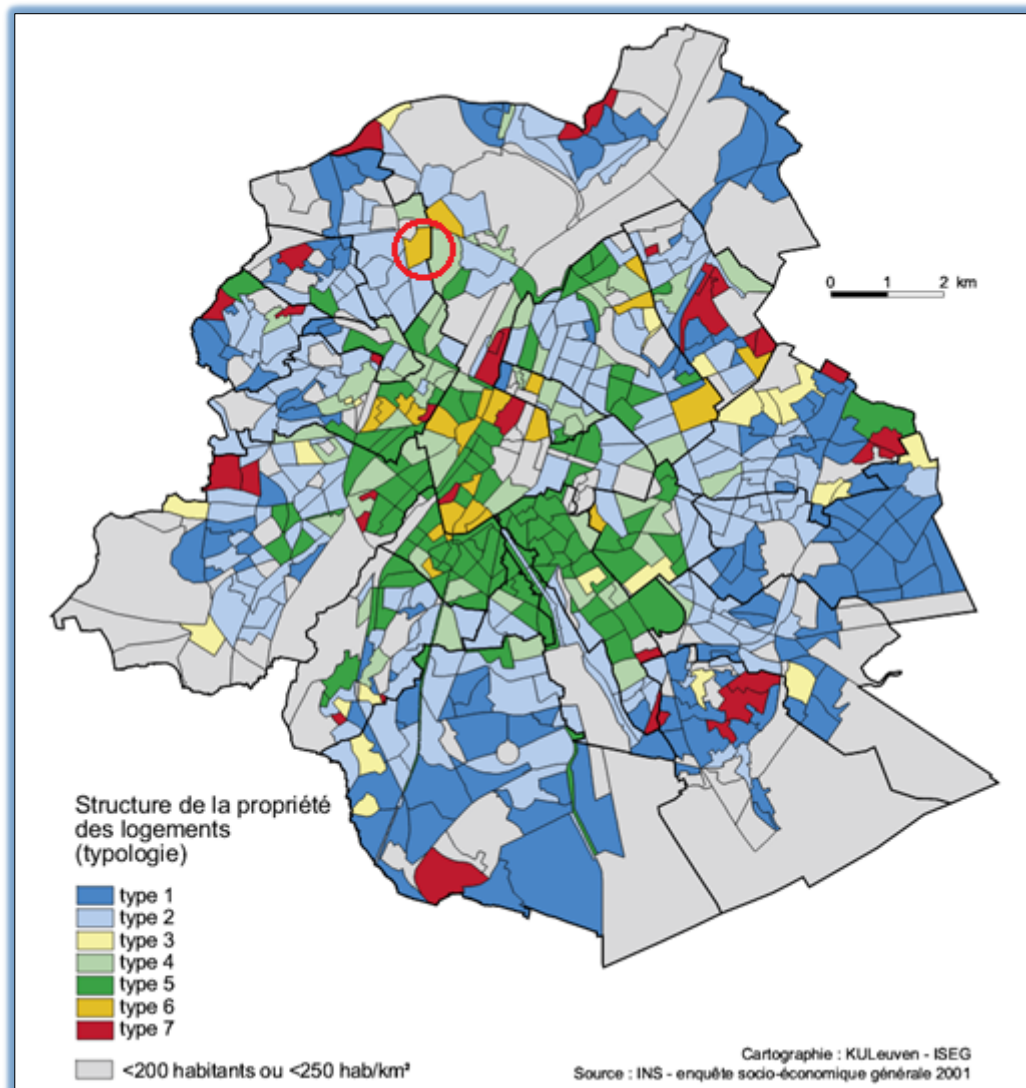 0 1 2 km
Structure de la propriété
des logements
(typologie)
type 1
type 2
type 3
type 4
type 5
type 6
type 7
<200 habitants ou <250 hab/km²
Cartographie : KULeuven - ISEG
Source : INS - enquête socio-économique générale 2001